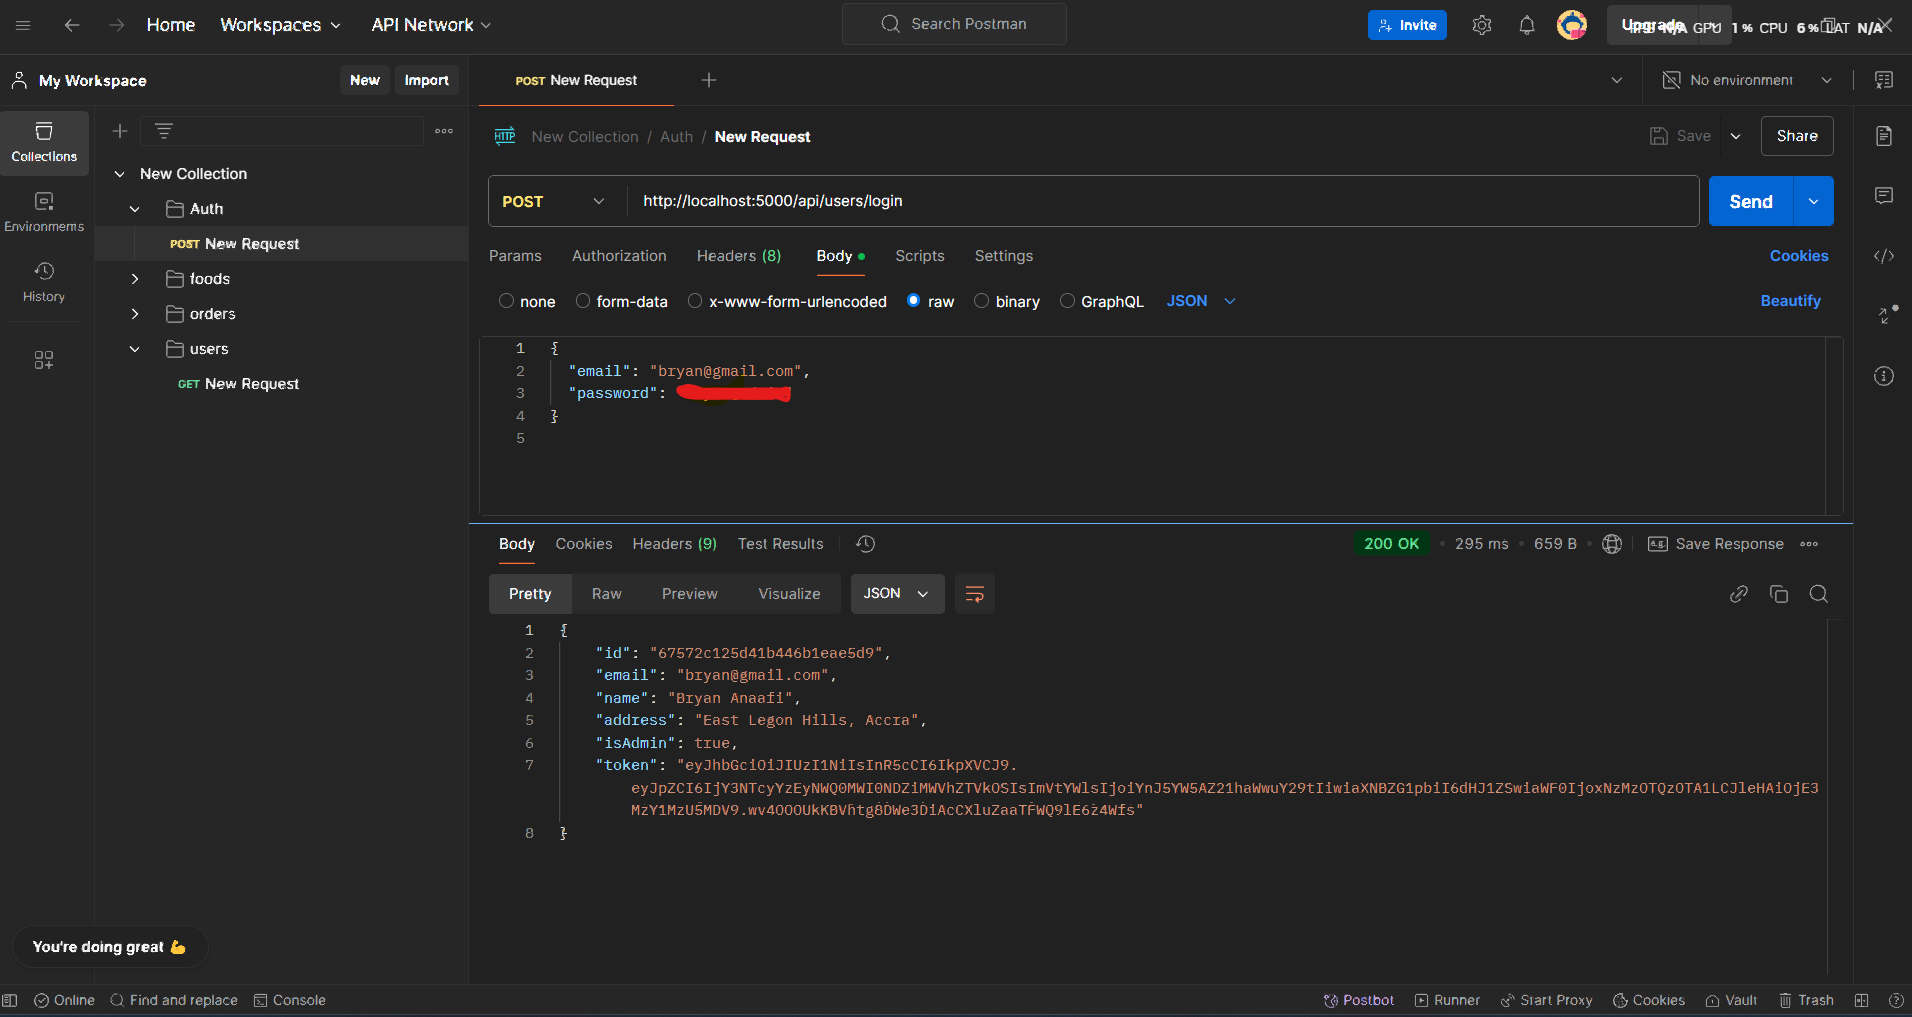 Home Workspaces API Network Search Postman Invite Upgrade N/A GPU 1 % CPU 6 % LAT N/A
My Workspace New Import POST New Request No environment
Collections
Environments
History
New Collection
Auth
POST New Request
foods
orders
users
GET New Request
HTTP New Collection / Auth / New Request Save Share
POST http://localhost:5000/api/users/login Send
Params Authorization Headers (8) Body Scripts Settings Cookies
none form-data x-www-form-urlencoded raw binary GraphQL JSON Beautify
1 {
2 "email": "bryan@gmail.com",
3 "password":
4 }
5
Body Cookies Headers (9) Test Results 200 OK 295 ms 659 B e.g. Save Response
Pretty Raw Preview Visualize JSON
1 {
2 "id": "67572c125d41b446b1eae5d9",
3 "email": "bryan@gmail.com",
4 "name": "Bryan Anaafi",
5 "address": "East Legon Hills, Accra",
6 "isAdmin": true,
7 "token": "eyJhbGciOiJIUzI1NiIsInR5cCI6IkpXVCJ9.
eyJpZCI6IjY3NTcyYzEyNWQ0MWI0NDZiMWVhZTVkOSIsImVtYWlsIjoiYnJ5YW5AZ21haWwuY29tIiwiaXNBZG1pbiI6dHJ1ZSwiaWF0IjoxNzMzOTQzOTA1LCJleHAiOjE3
MzY1MzU5MDV9.wv4OOOUkKBVhtg8DWe3DiAcCXluZaaTFWQ9lE6z4Wfs"
8 }
You're doing great 💪
Online Find and replace Console Postbot Runner Start Proxy Cookies Vault Trash